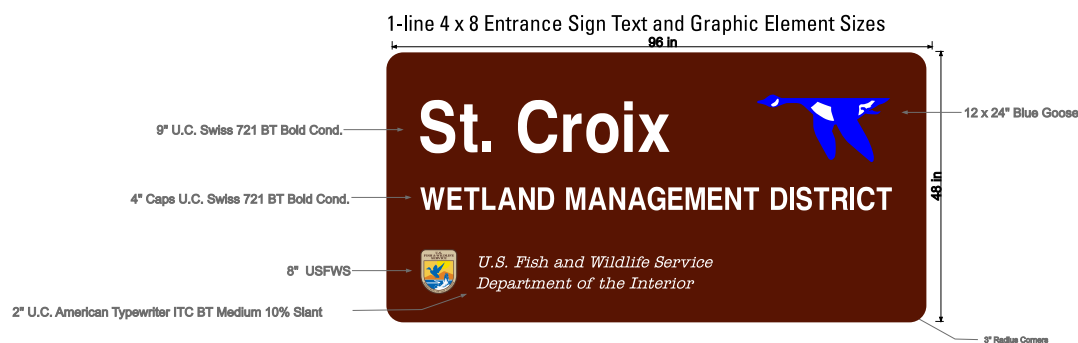 1-line 4 x 8 Entrance Sign Text and Graphic Element Sizes
96 in
St. Croix
9" U.C. Swiss 721 BT Bold Cond.
12 x 24" Blue Goose
48 in
WETLAND MANAGEMENT DISTRICT
4" Caps U.C. Swiss 721 BT Bold Cond.
U.S.
FISH & WILDLIFE
SERVICE
8" USFWS
U.S. Fish and Wildlife Service
Department of the Interior
2" U.C. American Typewriter ITC BT Medium 10% Slant
3" Radius Corners